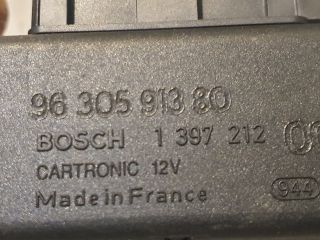 96 305 913 80
BOSCH 1 397 212
CARTRONIC 12V
Made in France 944